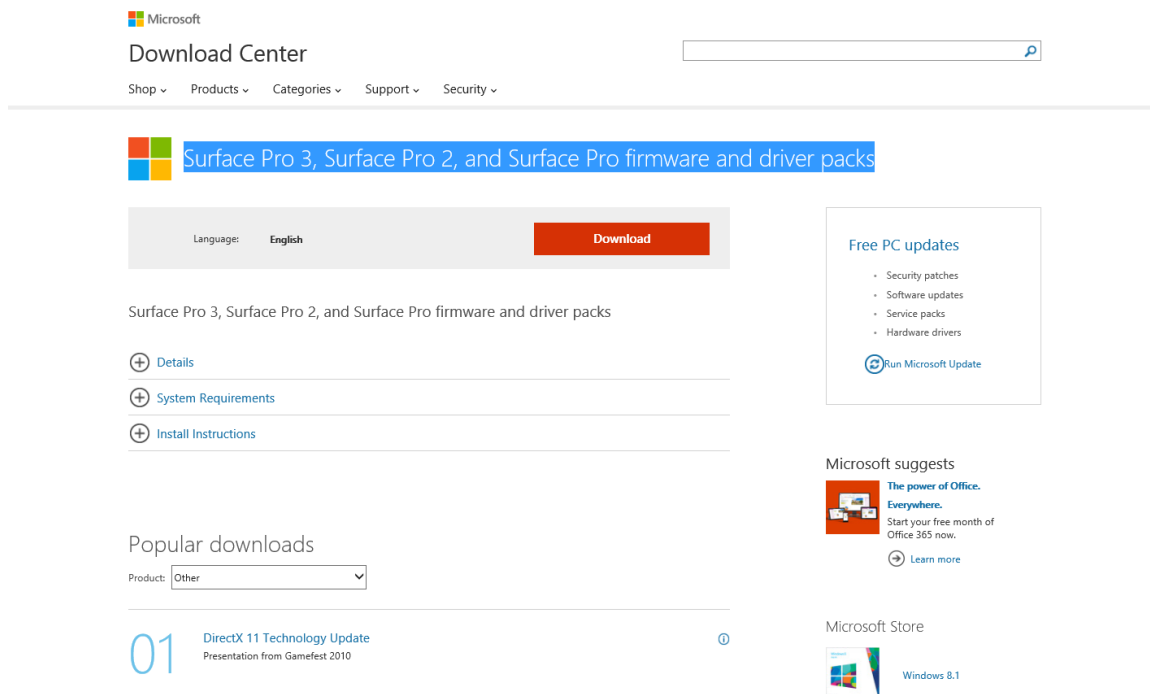 Microsoft
Download Center
Shop Products Categories Support Security
Surface Pro 3, Surface Pro 2, and Surface Pro firmware and driver packs
Language: English Download
Surface Pro 3, Surface Pro 2, and Surface Pro firmware and driver packs
Details
System Requirements
Install Instructions
Popular downloads
Product: Other
01 DirectX 11 Technology Update
Presentation from Gamefest 2010
Free PC updates
• Security patches
• Software updates
• Service packs
• Hardware drivers
Run Microsoft Update
Microsoft suggests
The power of Office.
Everywhere.
Start your free month of
Office 365 now.
Learn more
Microsoft Store
Windows 8.1